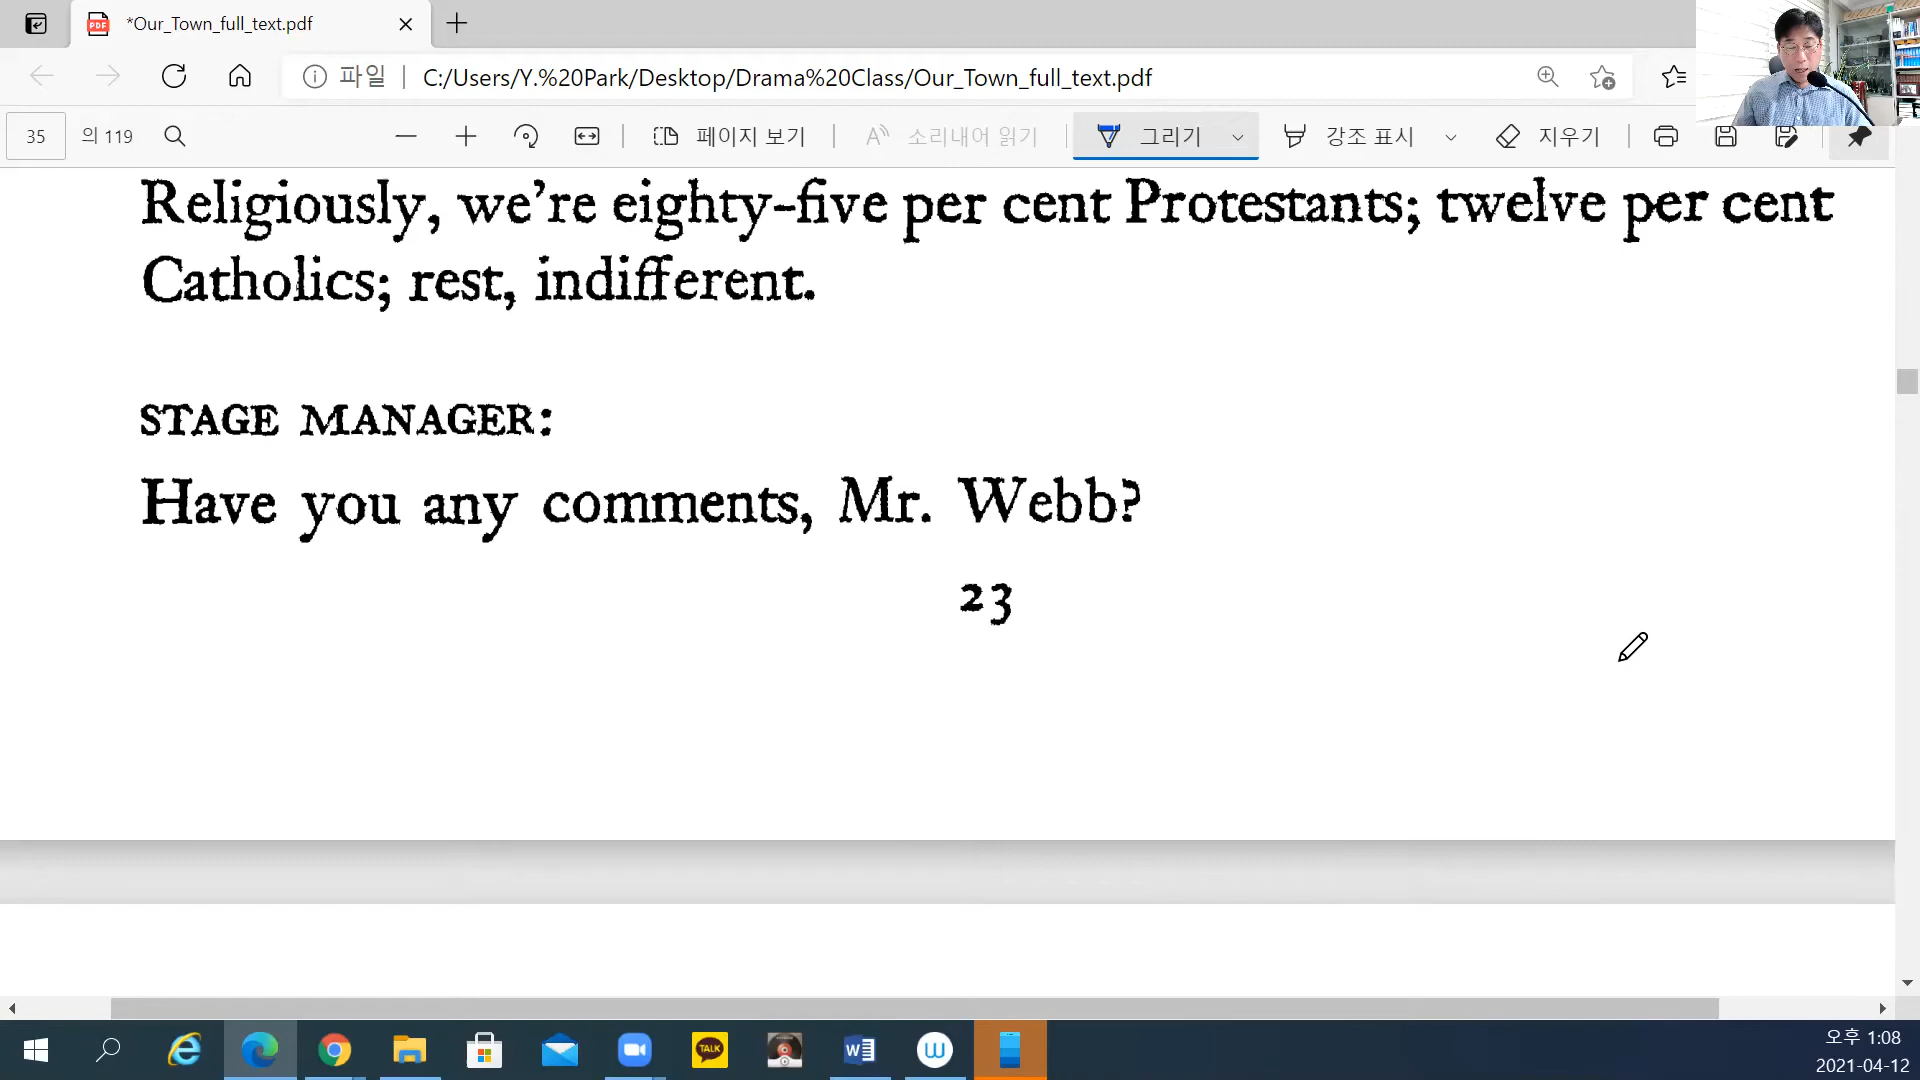 *Our_Town_full_text.pdf
파일
C:/Users/Y.%20Park/Desktop/Drama%20Class/Our_Town_full_text.pdf
35 의 119
페이지 보기
소리내어 읽기
그리기
강조 표시
지우기
Religiously, we're eighty-five per cent Protestants; twelve per cent
Catholics; rest, indifferent.
STAGE MANAGER:
Have you any comments, Mr. Webb?
23
TALK
오후 1:08
2021-04-12